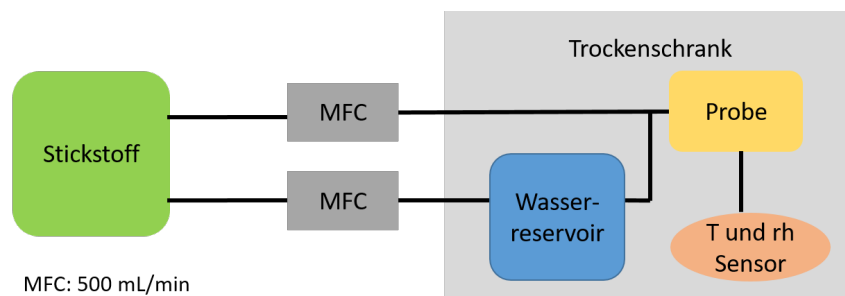 Trockenschrank
Stickstoff
MFC
Probe
MFC
Wasser-
reservoir
T und rh
Sensor
MFC: 500 mL/min